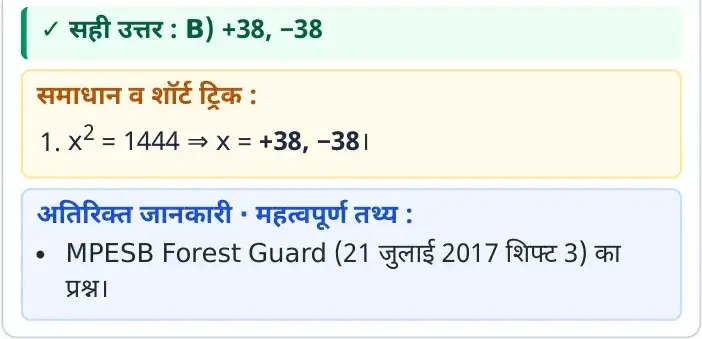 ✓ सही उत्तर : B) +38, −38
समाधान व शॉर्ट ट्रिक :
1. x² = 1444 ⇒ x = +38, −38।
अतिरिक्त जानकारी · महत्वपूर्ण तथ्य :
• MPESB Forest Guard (21 जुलाई 2017 शिफ्ट 3) का
प्रश्न।